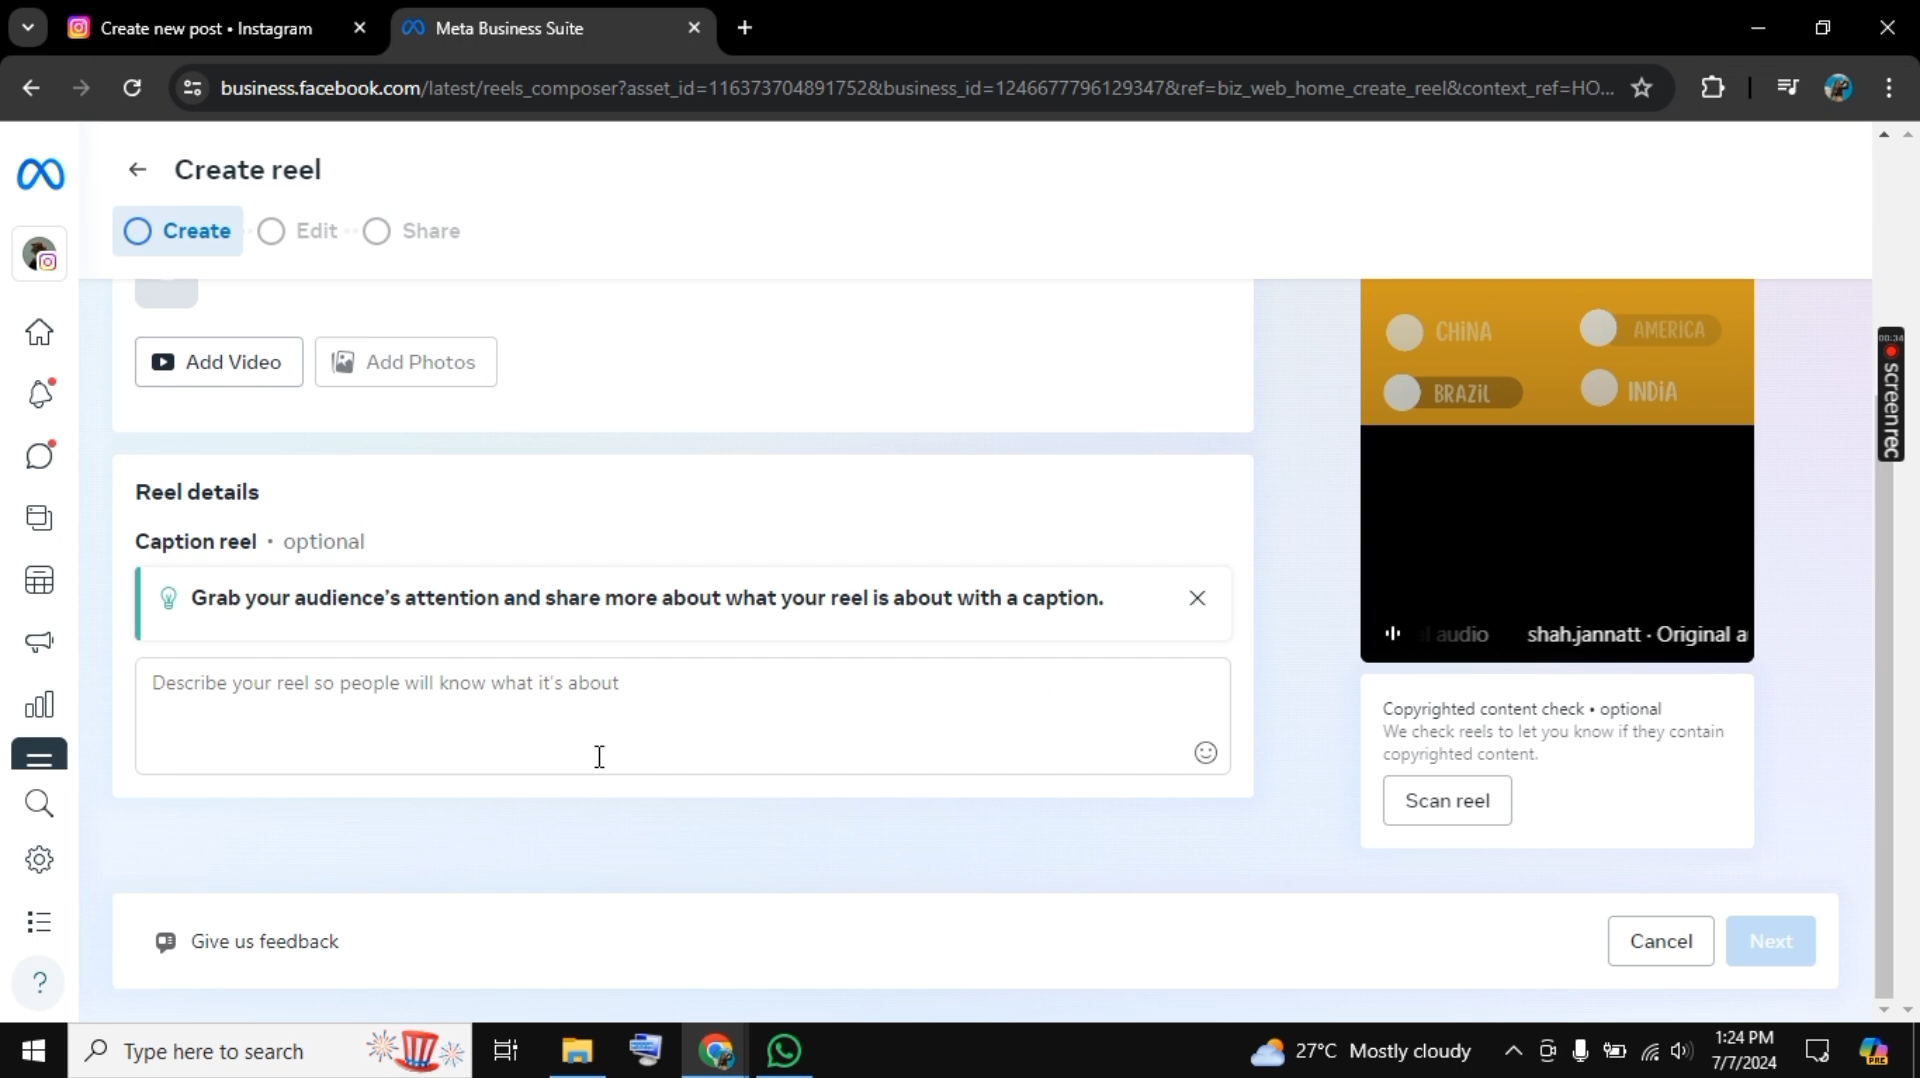 Create new post • Instagram
Meta Business Suite
business.facebook.com/latest/reels_composer?asset_id=116373704891752&business_id=1246677796129347&ref=biz_web_home_create_reel&context_ref=HO...
Create reel
Create
Edit
Share
Add Video
Add Photos
CHINA
AMERICA
BRAZIL
INDIA
00:34
screen rec
Reel details
Caption reel • optional
Grab your audience's attention and share more about what your reel is about with a caption.
Describe your reel so people will know what it's about
l audio
shah.jannatt · Original a
Copyrighted content check • optional
We check reels to let you know if they contain
copyrighted content.
Scan reel
Give us feedback
Cancel
Next
Type here to search
27°C Mostly cloudy
1:24 PM
7/7/2024
PRE